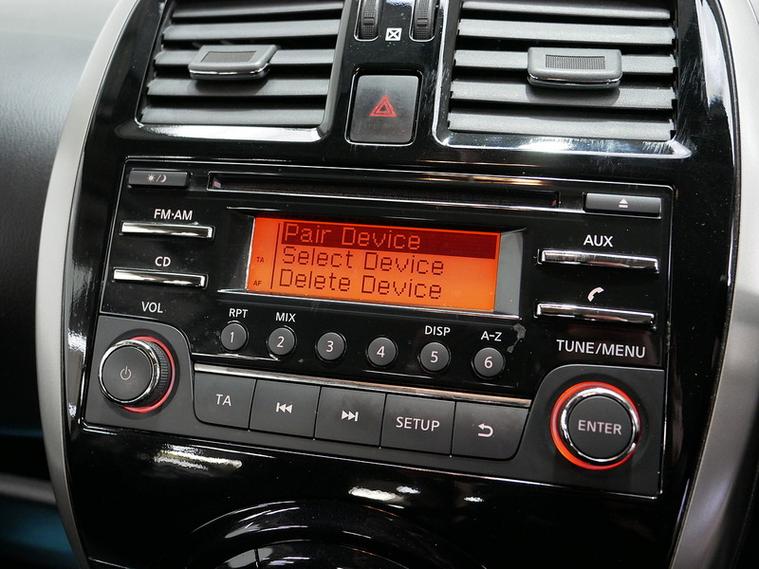 FM·AM
CD
VOL
Pair Device
TA Select Device
AF Delete Device
AUX
TUNE/MENU
RPT MIX DISP A-Z
1 2 3 4 5 6
TA SETUP
ENTER